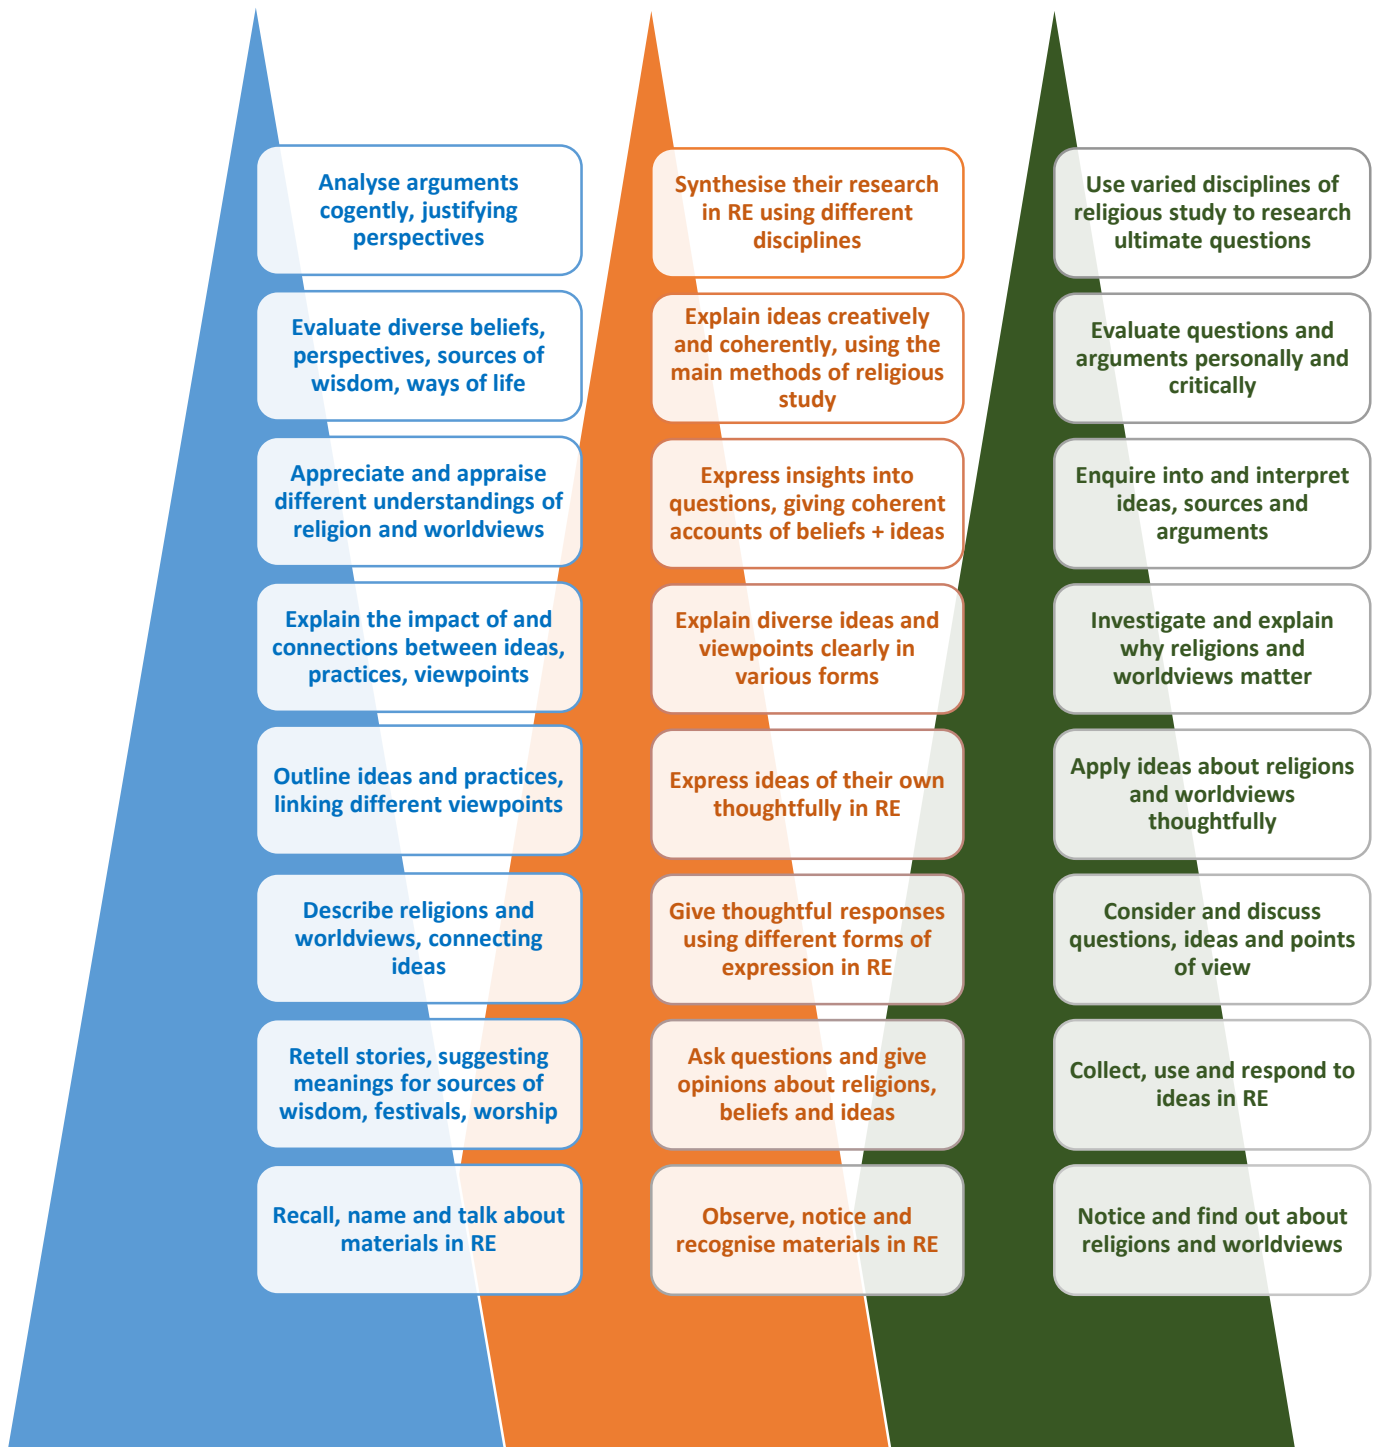 Analyse arguments
cogently, justifying
perspectives
Evaluate diverse beliefs,
perspectives, sources of
wisdom, ways of life
Appreciate and appraise
different understandings of
religion and worldviews
Explain the impact of and
connections between ideas,
practices, viewpoints
Outline ideas and practices,
linking different viewpoints
Describe religions and
worldviews, connecting
ideas
Retell stories, suggesting
meanings for sources of
wisdom, festivals, worship
Recall, name and talk about
materials in RE
Synthesise their research
in RE using different
disciplines
Explain ideas creatively
and coherently, using the
main methods of religious
study
Express insights into
questions, giving coherent
accounts of beliefs + ideas
Explain diverse ideas and
viewpoints clearly in
various forms
Express ideas of their own
thoughtfully in RE
Give thoughtful responses
using different forms of
expression in RE
Ask questions and give
opinions about religions,
beliefs and ideas
Observe, notice and
recognise materials in RE
Use varied disciplines of
religious study to research
ultimate questions
Evaluate questions and
arguments personally and
critically
Enquire into and interpret
ideas, sources and
arguments
Investigate and explain
why religions and
worldviews matter
Apply ideas about religions
and worldviews
thoughtfully
Consider and discuss
questions, ideas and points
of view
Collect, use and respond to
ideas in RE
Notice and find out about
religions and worldviews